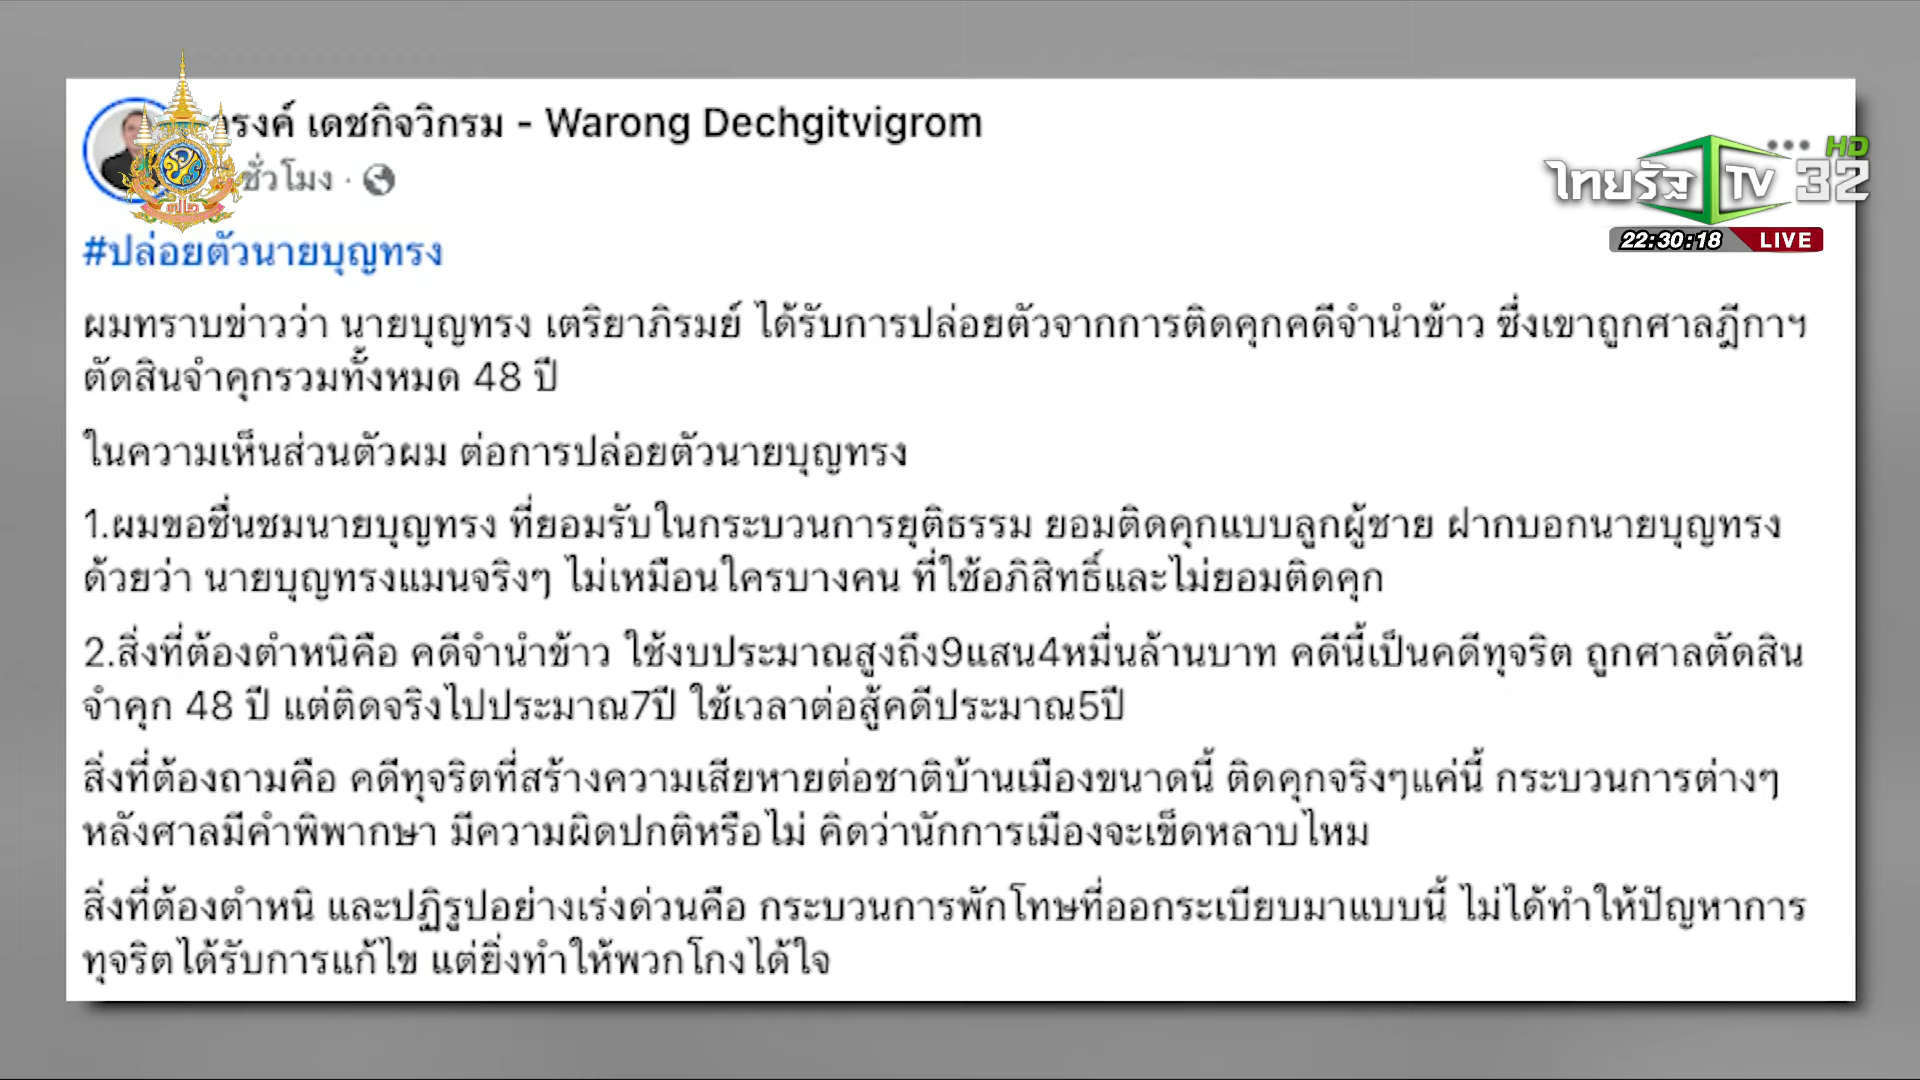 รงค์ เดชกิจวิกรม - Warong Dechgitvigrom
ชั่วโมง ·
ไทยรัฐ TV 32 HD
22:30:18 LIVE
๗๒
#ปล่อยตัวนายบุญทรง
ผมทราบข่าวว่า นายบุญทรง เตริยาภิรมย์ ได้รับการปล่อยตัวจากการติดคุกคดีจำนำข้าว ซึ่งเขาถูกศาลฎีกาฯ
ตัดสินจำคุกรวมทั้งหมด 48 ปี
ในความเห็นส่วนตัวผม ต่อการปล่อยตัวนายบุญทรง
1.ผมขอชื่นชมนายบุญทรง ที่ยอมรับในกระบวนการยุติธรรม ยอมติดคุกแบบลูกผู้ชาย ฝากบอกนายบุญทรง
ด้วยว่า นายบุญทรงแมนจริงๆ ไม่เหมือนใครบางคน ที่ใช้อภิสิทธิ์และไม่ยอมติดคุก
2.สิ่งที่ต้องตำหนิคือ คดีจำนำข้าว ใช้งบประมาณสูงถึง9แสน4หมื่นล้านบาท คดีนี้เป็นคดีทุจริต ถูกศาลตัดสิน
จำคุก 48 ปี แต่ติดจริงไปประมาณ7ปี ใช้เวลาต่อสู้คดีประมาณ5ปี
สิ่งที่ต้องถามคือ คดีทุจริตที่สร้างความเสียหายต่อชาติบ้านเมืองขนาดนี้ ติดคุกจริงๆแค่นี้ กระบวนการต่างๆ
หลังศาลมีคำพิพากษา มีความผิดปกติหรือไม่ คิดว่านักการเมืองจะเข็ดหลาบไหม
สิ่งที่ต้องตำหนิ และปฏิรูปอย่างเร่งด่วนคือ กระบวนการพักโทษที่ออกระเบียบมาแบบนี้ ไม่ได้ทำให้ปัญหาการ
ทุจริตได้รับการแก้ไข แต่ยิ่งทำให้พวกโกงได้ใจ